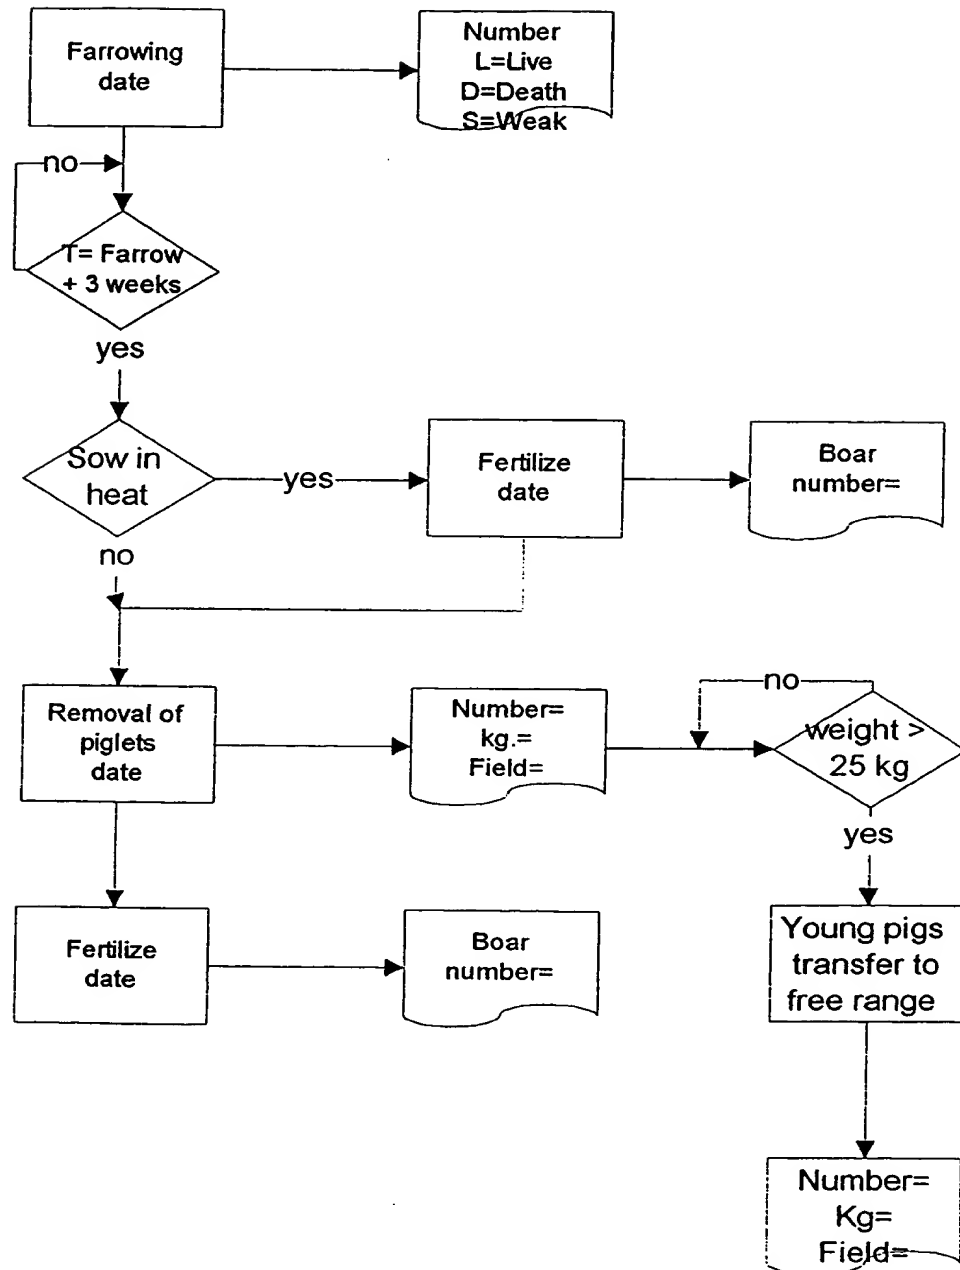 Farrowing
date
Number
L=Live
D=Death
S=Weak
no
T= Farrow
+ 3 weeks
yes
Sow in
heat
yes
Fertilize
date
Boar
number=
no
Removal of
piglets
date
Number=
kg.=
Field=
no
weight >
25 kg
yes
Fertilize
date
Boar
number=
Young pigs
transfer to
free range
Number=
Kg=
Field=